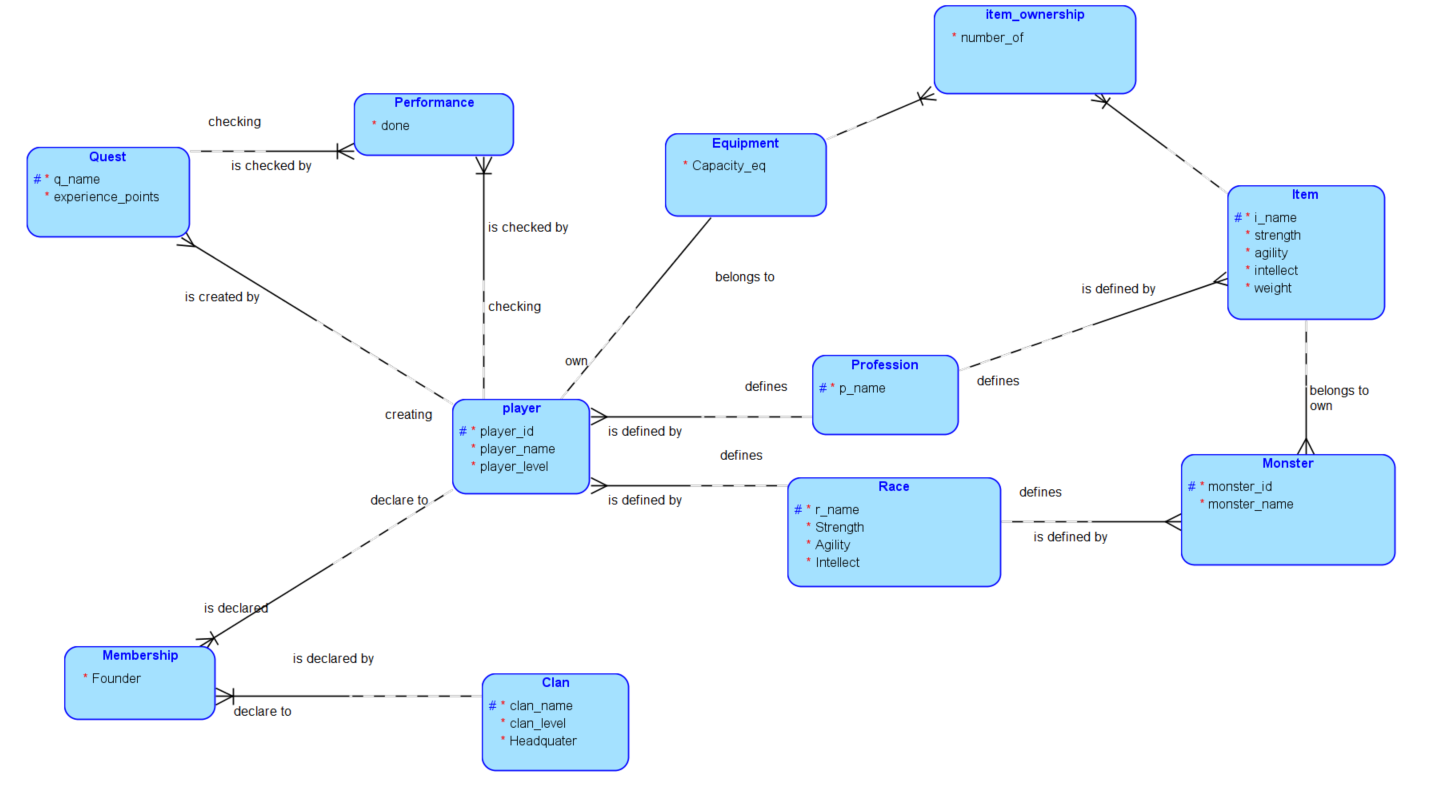 item_ownership
* number_of
Performance
* done
checking
is checked by
Quest
# * q_name
* experience_points
Equipment
* Capacity_eq
Item
# * i_name
* strength
* agility
* intellect
* weight
is checked by
checking
is created by
creating
belongs to
own
is defined by
defines
Profession
# * p_name
defines
is defined by
player
# * player_id
* player_name
* player_level
belongs to
own
defines
is defined by
Race
# * r_name
* Strength
* Agility
* Intellect
defines
is defined by
Monster
# * monster_id
* monster_name
declare to
is declared
Membership
* Founder
is declared by
declare to
Clan
# * clan_name
* clan_level
* Headquater